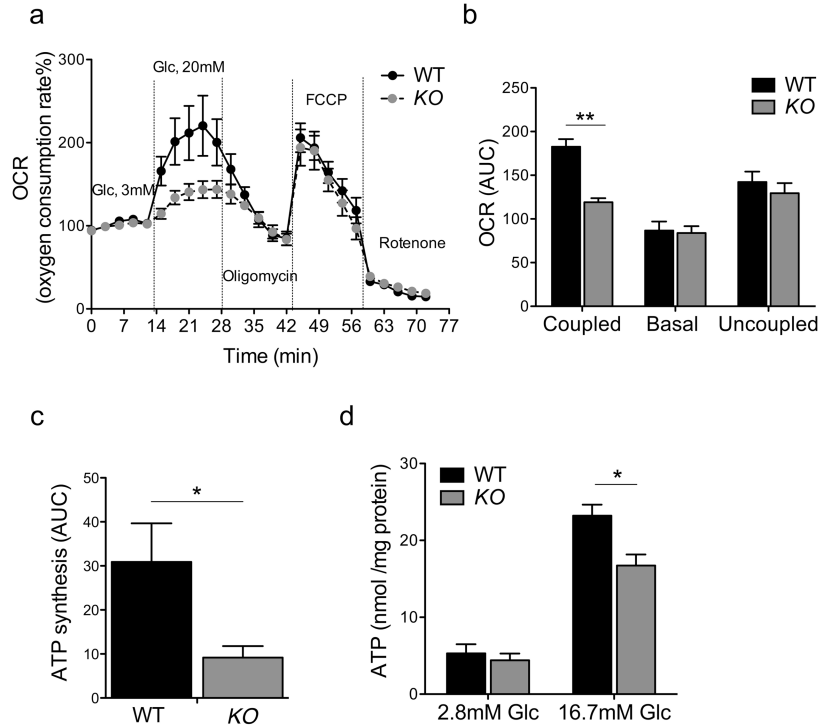 a
OCR
(oxygen consumption rate%)
300
200
100
0
Glc, 3mM
Glc, 20mM
Oligomycin
FCCP
Rotenone
WT
KO
0 7 14 21 28 35 42 49 56 63 70 77
Time (min)
b
OCR (AUC)
250
200
150
100
50
0
**
WT
KO
Coupled Basal Uncoupled
c
ATP synthesis (AUC)
50
40
30
20
10
0
*
WT KO
d
ATP (nmol /mg protein)
30
20
10
0
WT
KO
*
2.8mM Glc 16.7mM Glc